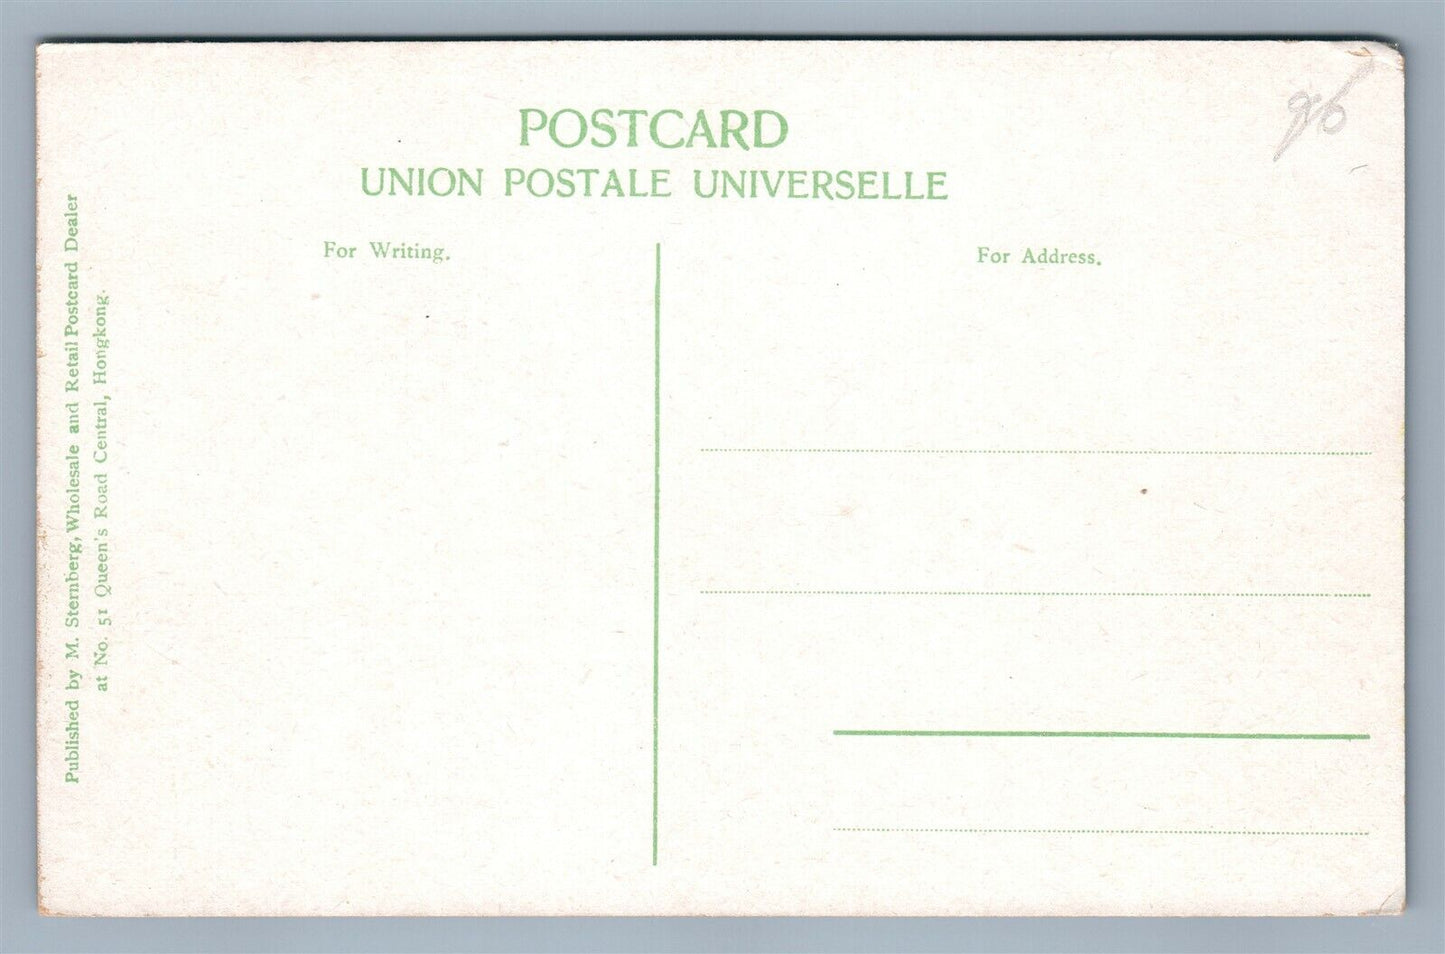 POSTCARD
UNION POSTALE UNIVERSELLE
For Writing.
For Address.
Published by M. Sternberg, Wholesale and Retail Postcard Dealer
at No. 51 Queen's Road Central, Hongkong.